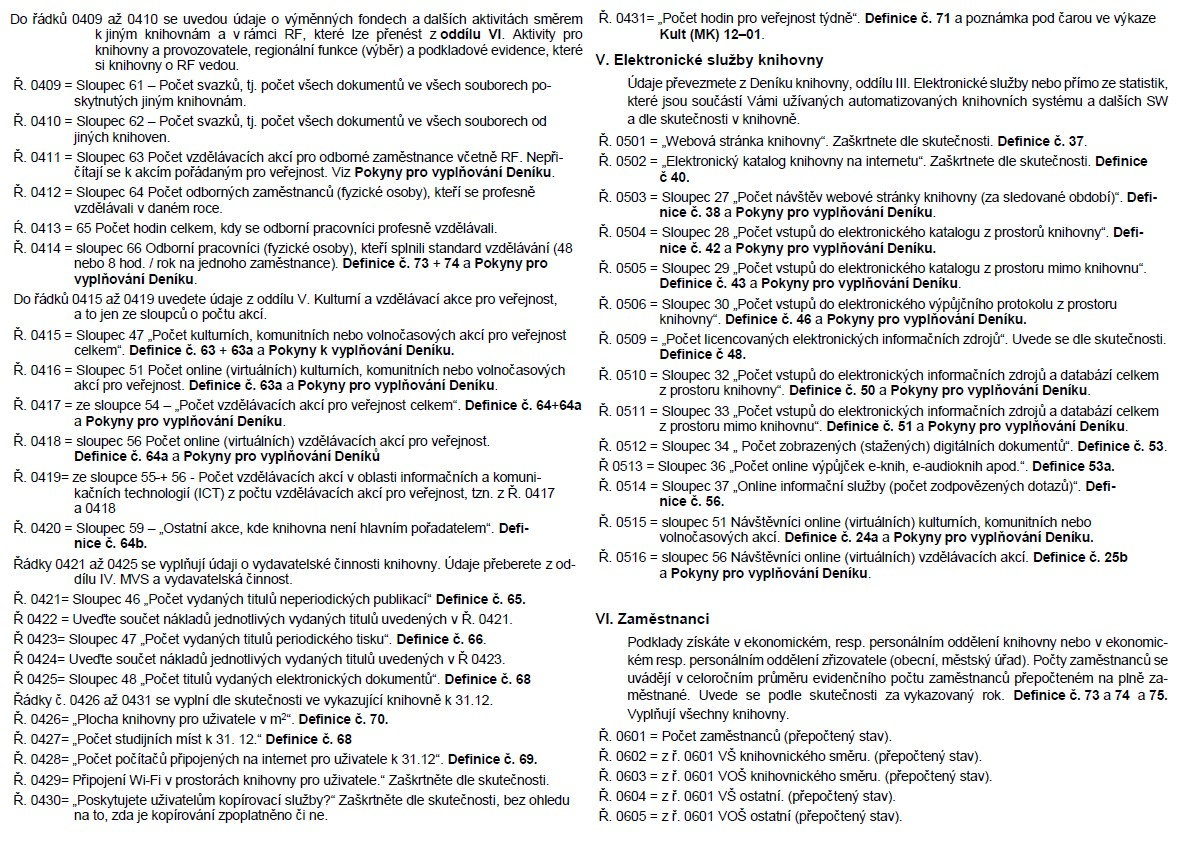 Do řádků 0409 až 0410 se uvedou údaje o výměnných fondech a dalších aktivitách směrem
k jiným knihovnám a v rámci RF, které lze přenést z oddílu VI. Aktivity pro
knihovny a provozovatele, regionální funkce (výběr) a podkladové evidence, které
si knihovny o RF vedou.
Ř. 0409 = Sloupec 61 – Počet svazků, tj. počet všech dokumentů ve všech souborech po-
skytnutých jiným knihovnám.
Ř. 0410 = Sloupec 62 – Počet svazků, tj. počet všech dokumentů ve všech souborech od
jiných knihoven.
Ř. 0411 = Sloupec 63 Počet vzdělávacích akcí pro odborné zaměstnance včetně RF. Nepři-
čítají se k akcím pořádaným pro veřejnost. Viz Pokyny pro vyplňování Deníku.
Ř. 0412 = Sloupec 64 Počet odborných zaměstnanců (fyzické osoby), kteří se profesně
vzdělávali v daném roce.
Ř. 0413 = 65 Počet hodin celkem, kdy se odborní pracovníci profesně vzdělávali.
Ř. 0414 = sloupec 66 Odborní pracovníci (fyzické osoby), kteří splnili standard vzdělávání (48
nebo 8 hod. / rok na jednoho zaměstnance). Definice č. 73 + 74 a Pokyny pro
vyplňování Deníku.
Do řádků 0415 až 0419 uvedete údaje z oddílu V. Kulturní a vzdělávací akce pro veřejnost,
a to jen ze sloupců o počtu akcí.
Ř. 0415 = Sloupec 47 „Počet kulturních, komunitních nebo volnočasových akcí pro veřejnost
celkem“. Definice č. 63 + 63a a Pokyny k vyplňování Deníku.
Ř. 0416 = Sloupec 51 Počet online (virtuálních) kulturních, komunitních nebo volnočasových
akcí pro veřejnost. Definice č. 63a a Pokyny pro vyplňování Deníku.
Ř. 0417 = ze sloupce 54 – „Počet vzdělávacích akcí pro veřejnost celkem“. Definice č. 64+64a
a Pokyny pro vyplňování Deníku.
Ř. 0418 = sloupec 56 Počet online (virtuálních) vzdělávacích akcí pro veřejnost.
Definice č. 64a a Pokyny pro vyplňování Deníků
Ř. 0419= ze sloupce 55-+ 56 - Počet vzdělávacích akcí v oblasti informačních a komuni-
kačních technologií (ICT) z počtu vzdělávacích akcí pro veřejnost, tzn. z Ř. 0417
a 0418
Ř. 0420 = Sloupec 59 – „Ostatní akce, kde knihovna není hlavním pořadatelem“. Defi-
nice č. 64b.
Řádky 0421 až 0425 se vyplňují údaji o vydavatelské činnosti knihovny. Údaje přeberete z od-
dílu IV. MVS a vydavatelská činnost.
Ř. 0421= Sloupec 46 „Počet vydaných titulů neperiodických publikací“ Definice č. 65.
Ř 0422 = Uveďte součet nákladů jednotlivých vydaných titulů uvedených v Ř. 0421.
Ř 0423= Sloupec 47 „Počet vydaných titulů periodického tisku“. Definice č. 66.
Ř 0424= Uveďte součet nákladů jednotlivých vydaných titulů uvedených v Ř 0423.
Ř 0425= Sloupec 48 „Počet titulů vydaných elektronických dokumentů“. Definice č. 68
Řádky č. 0426 až 0431 se vyplní dle skutečnosti ve vykazující knihovně k 31.12.
Ř. 0426= „Plocha knihovny pro uživatele v m²“. Definice č. 70.
Ř. 0427= „Počet studijních míst k 31. 12.“ Definice č. 68
Ř. 0428= „Počet počítačů připojených na internet pro uživatele k 31.12“. Definice č. 69.
Ř. 0429= Připojení Wi-Fi v prostorách knihovny pro uživatele.“ Zaškrtněte dle skutečnosti.
Ř. 0430= „Poskytujete uživatelům kopírovací služby?“ Zaškrtněte dle skutečnosti, bez ohledu
na to, zda je kopírování zpoplatněno či ne.
Ř. 0431= „Počet hodin pro veřejnost týdně“. Definice č. 71 a poznámka pod čarou ve výkaze
Kult (MK) 12–01.
V. Elektronické služby knihovny
Údaje převezmete z Deníku knihovny, oddílu III. Elektronické služby nebo přímo ze statistik,
které jsou součástí Vámi užívaných automatizovaných knihovních systému a dalších SW
a dle skutečnosti v knihovně.
Ř. 0501 = „Webová stránka knihovny“. Zaškrtnete dle skutečnosti. Definice č. 37.
Ř. 0502 = „Elektronický katalog knihovny na internetu“. Zaškrtnete dle skutečnosti. Definice
č 40.
Ř. 0503 = Sloupec 27 „Počet návštěv webové stránky knihovny (za sledované období)“. Defi-
nice č. 38 a Pokyny pro vyplňování Deníku.
Ř. 0504 = Sloupec 28 „Počet vstupů do elektronického katalogu z prostorů knihovny“. Defi-
nice č. 42 a Pokyny pro vyplňování Deníku.
Ř. 0505 = Sloupec 29 „Počet vstupů do elektronického katalogu z prostoru mimo knihovnu“.
Definice č. 43 a Pokyny pro vyplňování Deníku.
Ř. 0506 = Sloupec 30 „Počet vstupů do elektronického výpůjčního protokolu z prostoru
knihovny“. Definice č. 46 a Pokyny pro vyplňování Deníku.
Ř. 0509 = „Počet licencovaných elektronických informačních zdrojů“. Uvede se dle skutečnosti.
Definice č 48.
Ř. 0510 = Sloupec 32 „Počet vstupů do elektronických informačních zdrojů a databází celkem
z prostoru knihovny“. Definice č. 50 a Pokyny pro vyplňování Deníku.
Ř. 0511 = Sloupec 33 „Počet vstupů do elektronických informačních zdrojů a databází celkem
z prostoru mimo knihovnu“. Definice č. 51 a Pokyny pro vyplňování Deníku.
Ř. 0512 = Sloupec 34 „ Počet zobrazených (stažených) digitálních dokumentů“. Definice č. 53.
Ř 0513= Sloupec 36 „Počet online výpůjček e-knih, e-audioknih apod.“. Definice 53a.
Ř. 0514 = Sloupec 37 „Online informační služby (počet zodpovězených dotazů)“. Defi-
nice č. 56.
Ř. 0515 = sloupec 51 Návštěvníci online (virtuálních) kulturních, komunitních nebo
volnočasových akcí. Definice č. 24a a Pokyny pro vyplňování Deníku.
Ř. 0516 = sloupec 56 Návštěvníci online (virtuálních) vzdělávacích akcí. Definice č. 25b
a Pokyny pro vyplňování Deníku.
VI. Zaměstnanci
Podklady získáte v ekonomickém, resp. personálním oddělení knihovny nebo v ekonomic-
kém resp. personálním oddělení zřizovatele (obecní, městský úřad). Počty zaměstnanců se
uvádějí v celoročním průměru evidenčního počtu zaměstnanců přepočteném na plně za-
městnané. Uvede se podle skutečnosti za vykazovaný rok. Definice č. 73 a 74 a 75.
Vyplňují všechny knihovny.
Ř. 0601 = Počet zaměstnanců (přepočtený stav).
Ř. 0602 = z ř. 0601 VŠ knihovnického směru. (přepočtený stav).
Ř. 0603 = z ř. 0601 VOŠ knihovnického směru. (přepočtený stav).
Ř. 0604 = z ř. 0601 VŠ ostatní. (přepočtený stav).
Ř. 0605 = z ř. 0601 VOŠ ostatní (přepočtený stav).